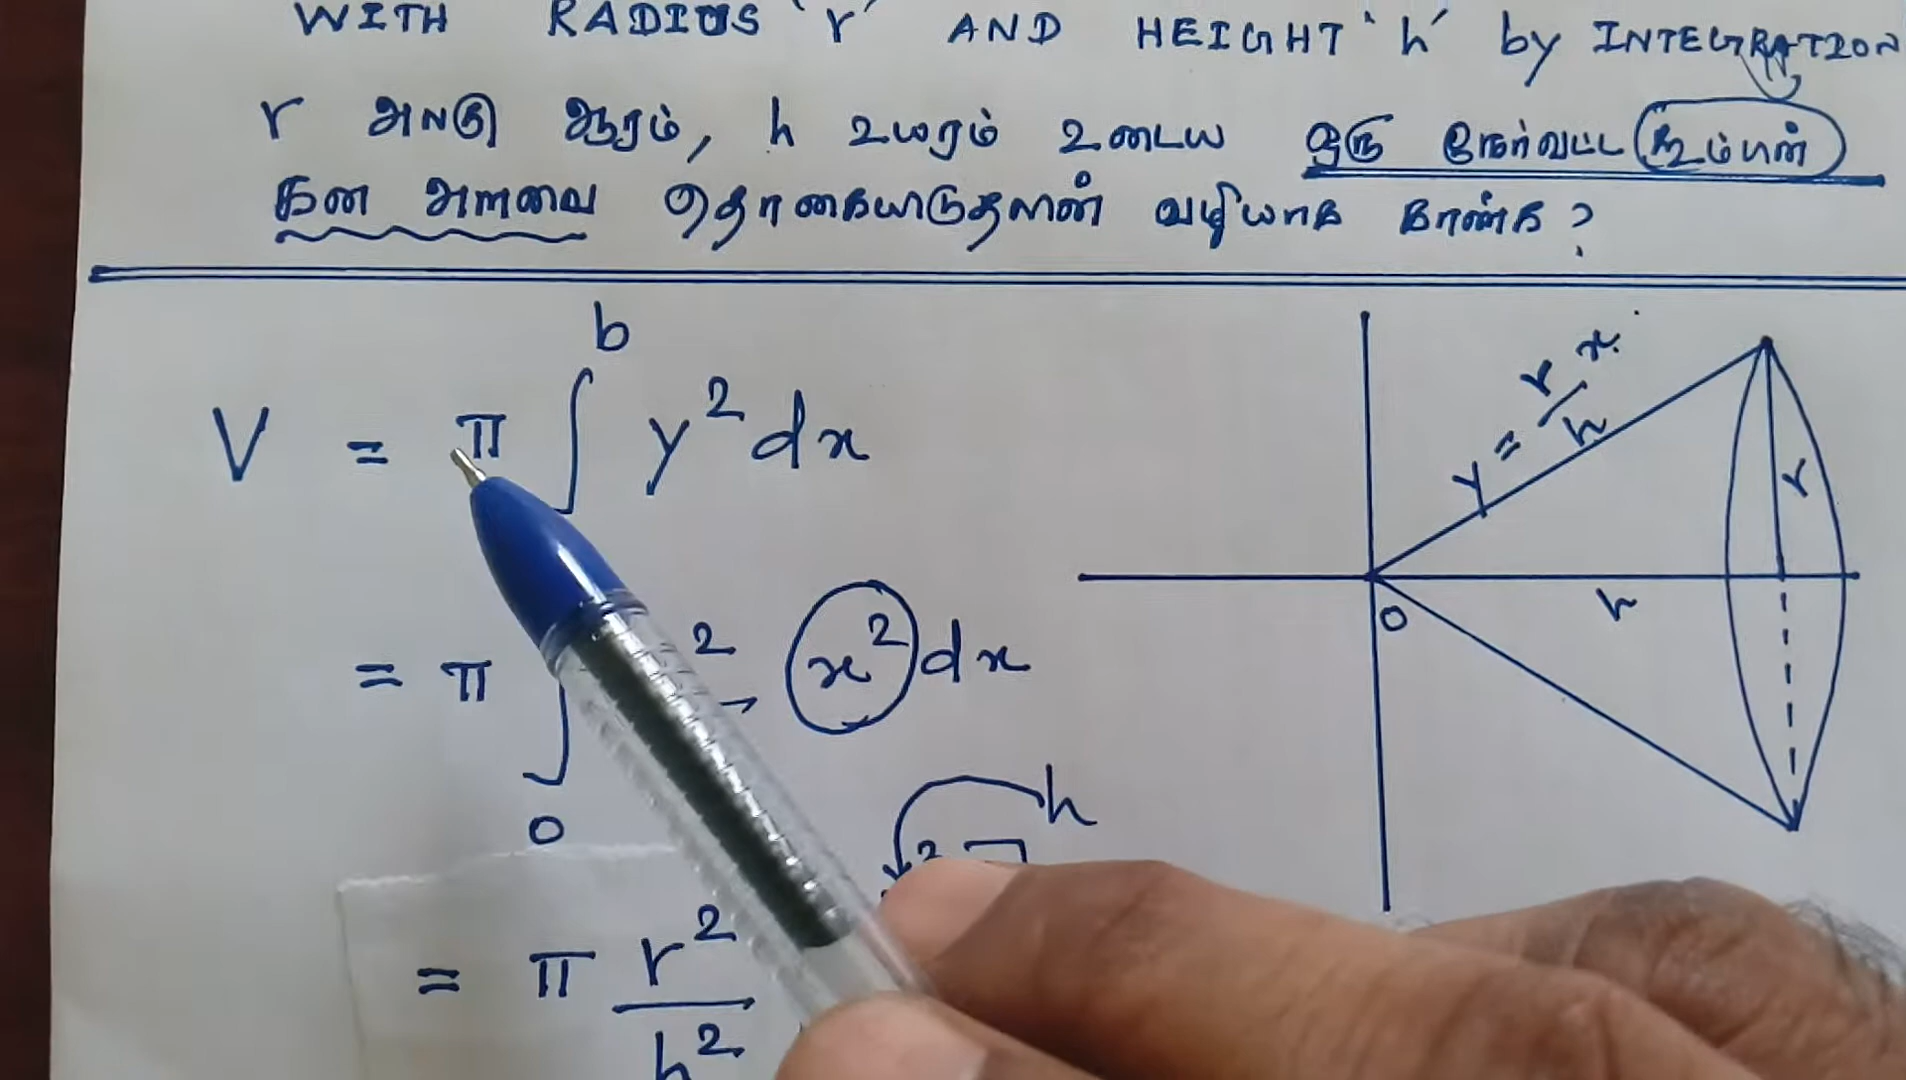 WITH RADIUS 'r' AND HEIGHT 'h' by INTEGRATION
r அலகு ஆரம், h உயரம் உடைய ஒரு நேர்வட்ட கூம்பின்
கன அளவை தொகையிடுதலின் வழியாக காண்க?
b
V = π ∫ y² dx
= π ∫ ² x² dx
0
h
= π r²
h²
y = r/h x
r
h
0